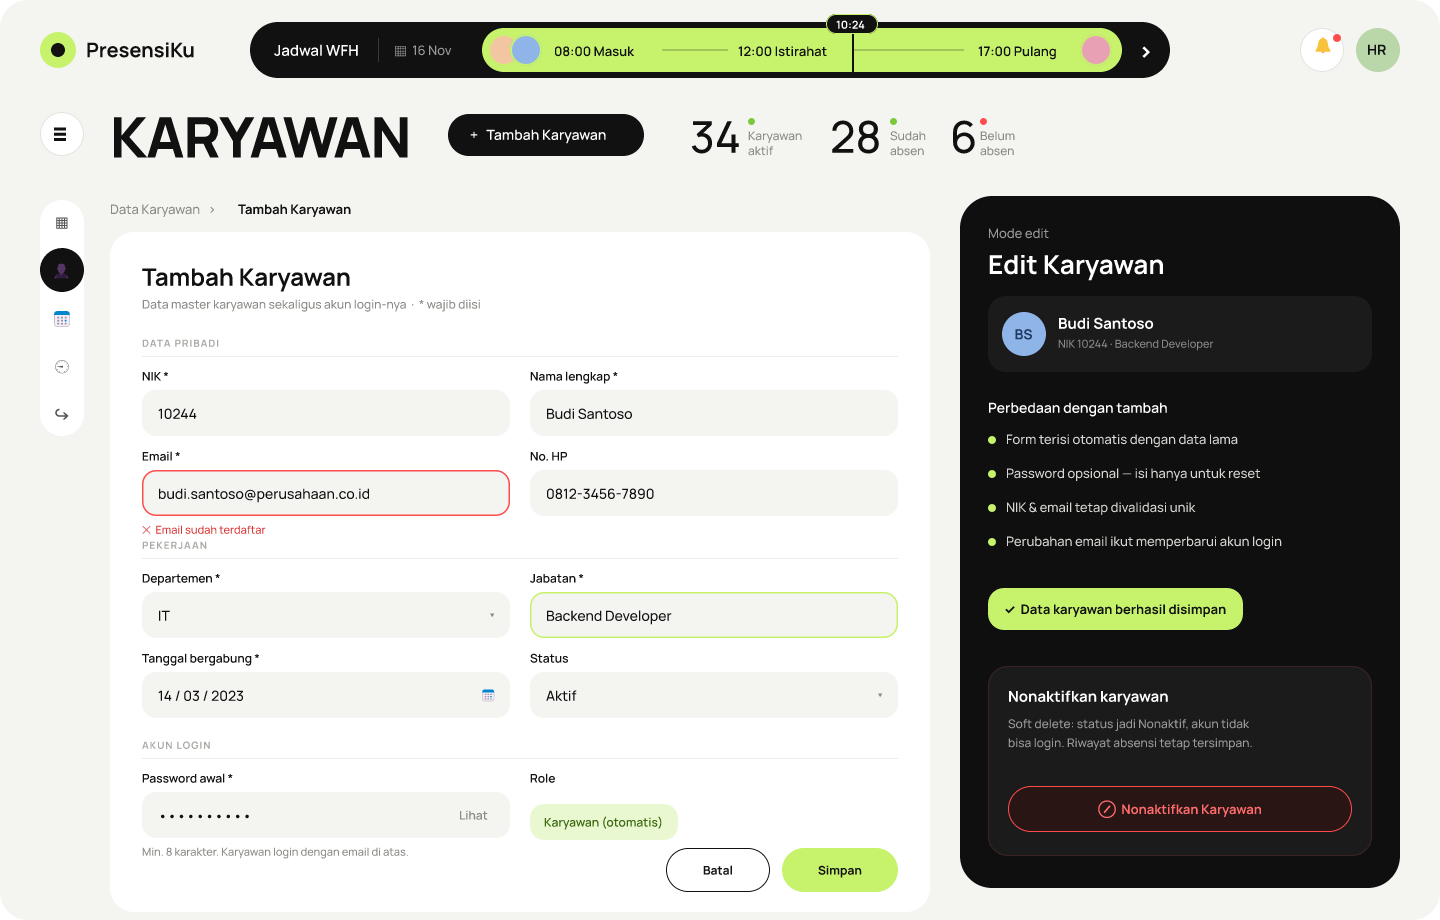 PresensiKu
Jadwal WFH
16 Nov
08:00 Masuk
12:00 Istirahat
10:24
17:00 Pulang
HR
KARYAWAN
+ Tambah Karyawan
34 Karyawan aktif
28 Sudah absen
6 Belum absen
Data Karyawan > Tambah Karyawan
Tambah Karyawan
Data master karyawan sekaligus akun login-nya · * wajib diisi
DATA PRIBADI
NIK *
10244
Nama lengkap *
Budi Santoso
Email *
budi.santoso@perusahaan.co.id
× Email sudah terdaftar
No. HP
0812-3456-7890
PEKERJAAN
Departemen *
IT
Jabatan *
Backend Developer
Tanggal bergabung *
14 / 03 / 2023
Status
Aktif
AKUN LOGIN
Password awal *
••••••••••
Lihat
Min. 8 karakter. Karyawan login dengan email di atas.
Role
Karyawan (otomatis)
Batal
Simpan
Mode edit
Edit Karyawan
BS
Budi Santoso
NIK 10244 · Backend Developer
Perbedaan dengan tambah
Form terisi otomatis dengan data lama
Password opsional — isi hanya untuk reset
NIK & email tetap divalidasi unik
Perubahan email ikut memperbarui akun login
✓ Data karyawan berhasil disimpan
Nonaktifkan karyawan
Soft delete: status jadi Nonaktif, akun tidak
bisa login. Riwayat absensi tetap tersimpan.
Nonaktifkan Karyawan